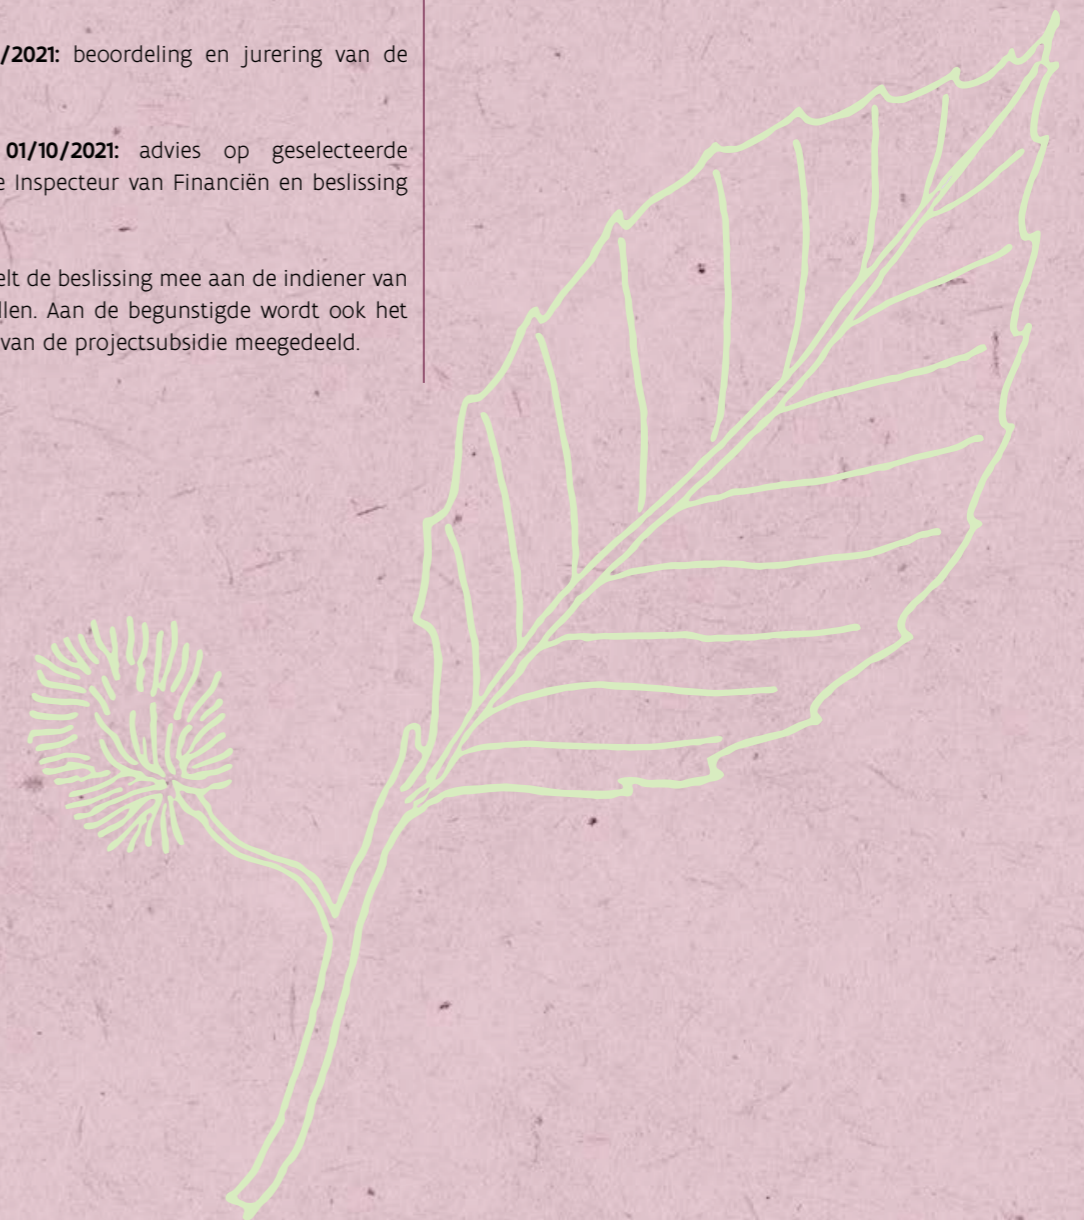 /2021: beoordeling en jurering van de
01/10/2021: advies op geselecteerde
e Inspecteur van Financiën en beslissing
elt de beslissing mee aan de indiener van
llen. Aan de begunstigde wordt ook het
van de projectsubsidie meegedeeld.